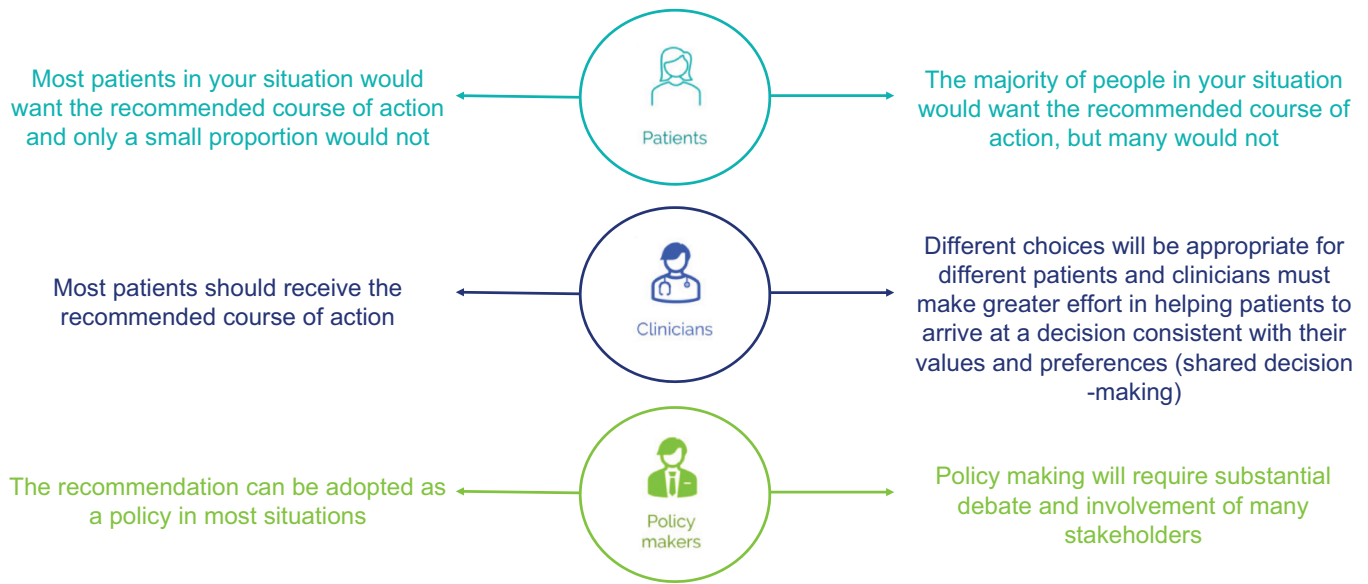 Most patients in your situation would
want the recommended course of action
and only a small proportion would not
Patients
The majority of people in your situation
would want the recommended course of
action, but many would not
Most patients should receive the
recommended course of action
Clinicians
Different choices will be appropriate for
different patients and clinicians must
make greater effort in helping patients to
arrive at a decision consistent with their
values and preferences (shared decision
-making)
The recommendation can be adopted as
a policy in most situations
Policy
makers
Policy making will require substantial
debate and involvement of many
stakeholders